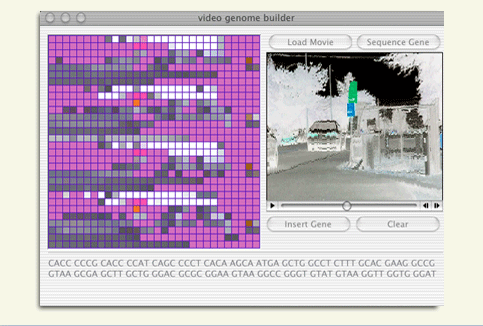 video genome builder
Load Movie
Sequence Gene
Insert Gene
Clear
CACC CCCG CACC CCAT CAGC CCCT CACA AGCA ATGA GCTG GCCT CTTT GCAC GAAG GCCG
GTAA GCGA GCTT GCTG GGAC GCGC GGAA GTAA GGCC GGGT GTAT GTAA GGTT GGTG GGAT